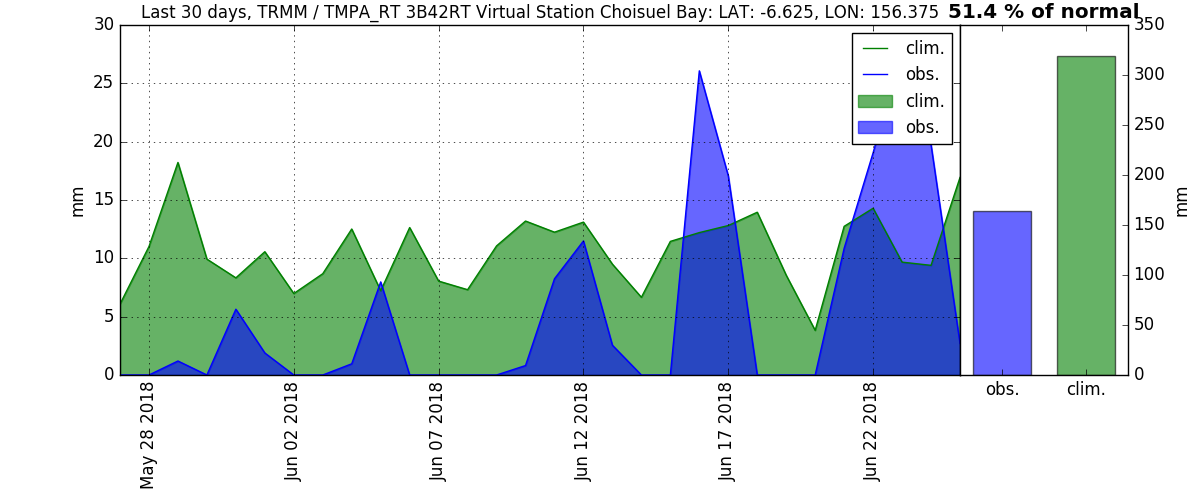 Last 30 days, TRMM / TMPA_RT 3B42RT Virtual Station Choisuel Bay: LAT: -6.625, LON: 156.375
51.4 % of normal
30
25
20
15
10
5
0
mm
clim.
obs.
clim.
obs.
May 28 2018
Jun 02 2018
Jun 07 2018
Jun 12 2018
Jun 17 2018
Jun 22 2018
350
300
250
200
150
100
50
0
mm
obs.
clim.